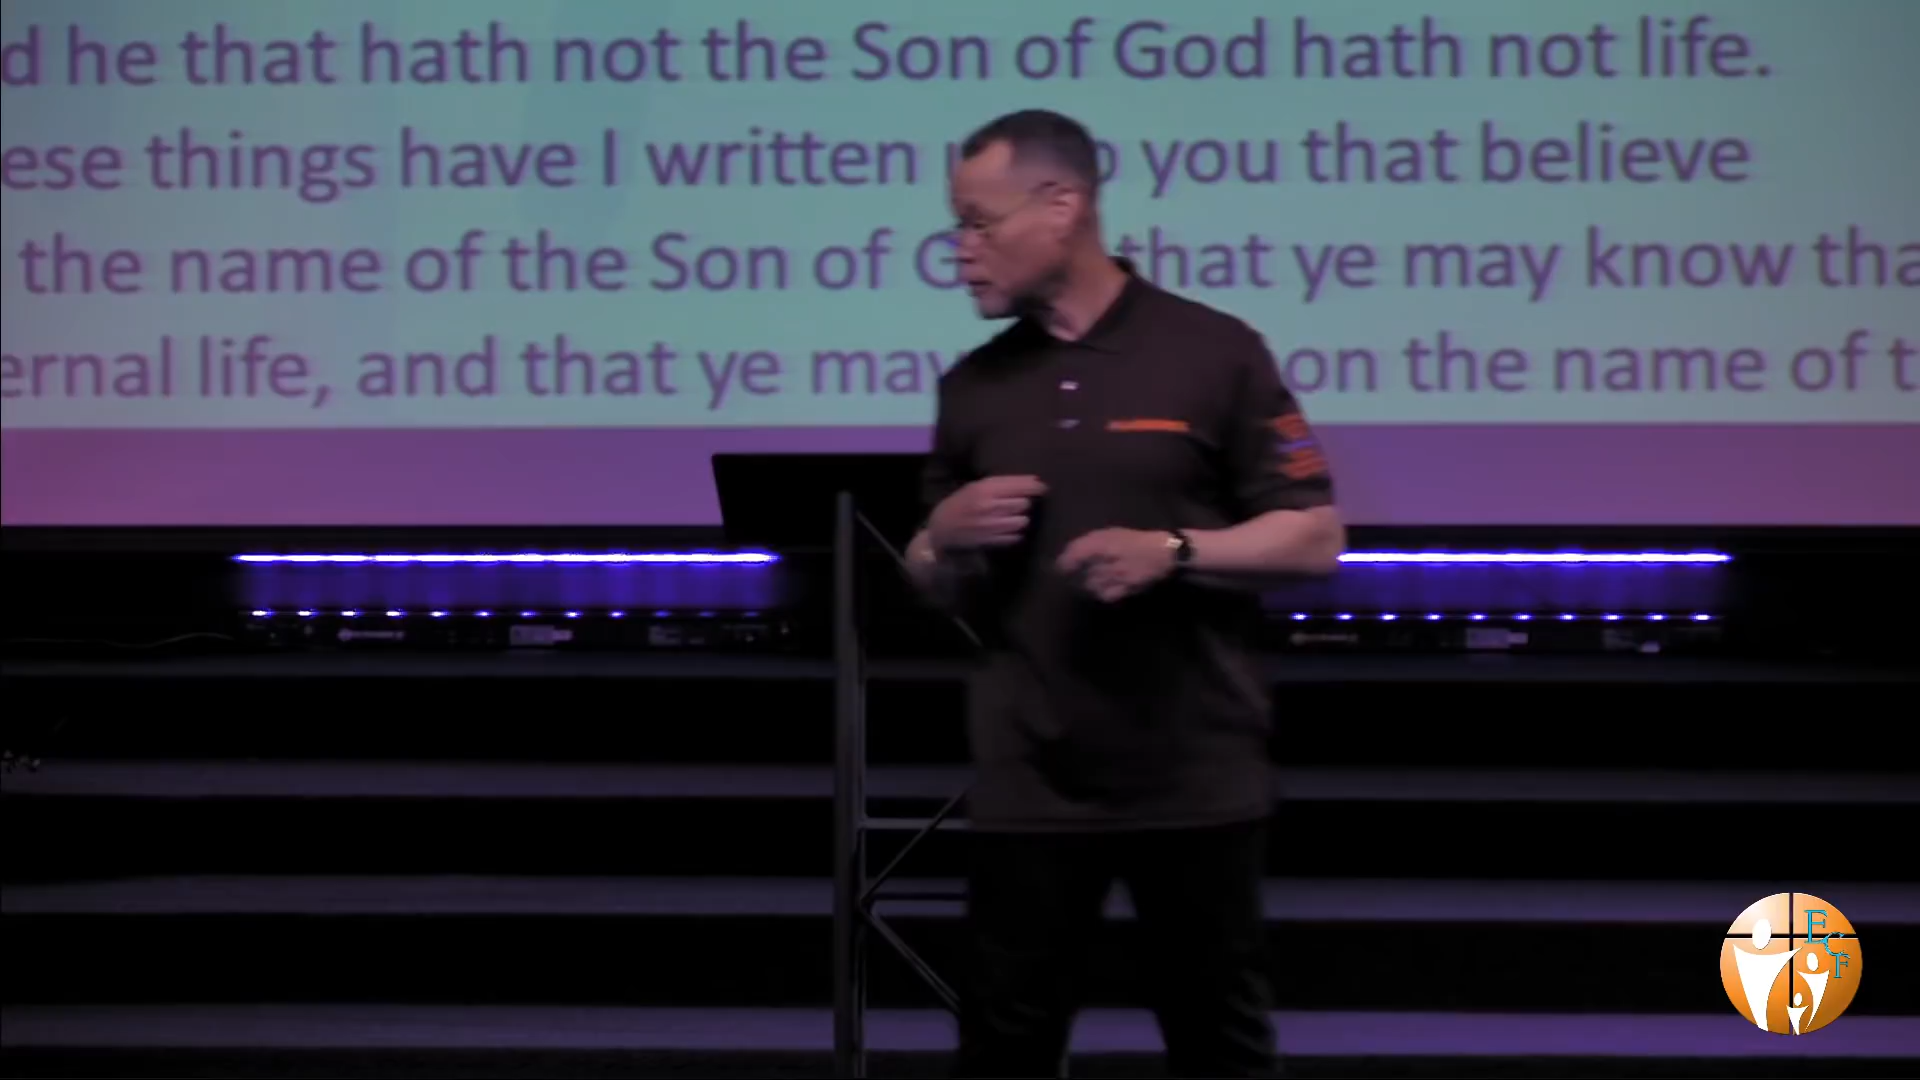 d he that hath not the Son of God hath not life.
ese things have I written you that believe
the name of the Son of that ye may know tha
ernal life, and that ye may on the name of t
ECF